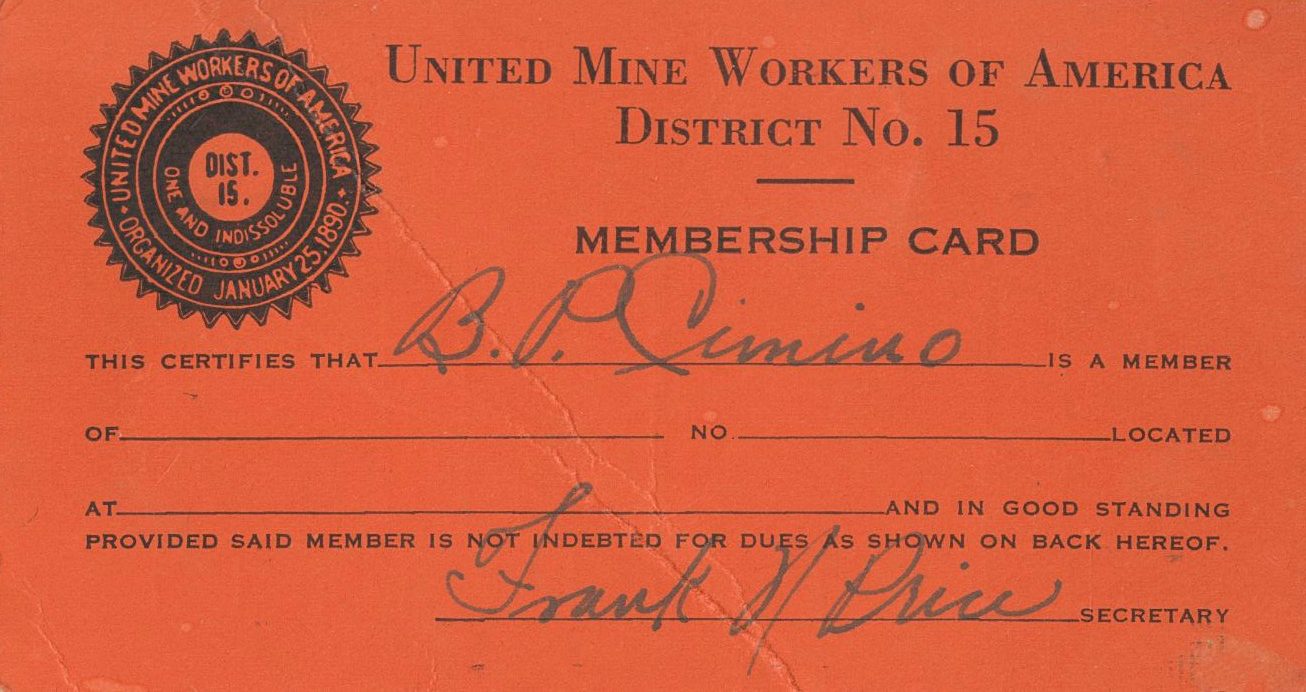 UNITED MINE WORKERS OF AMERICA
DISTRICT No. 15
UNITED MINE WORKERS OF AMERICA
ORGANIZED JANUARY 25, 1890.
ONE AND INDISSOLUBLE
DIST.
15.
MEMBERSHIP CARD
THIS CERTIFIES THAT B. P. Cimino IS A MEMBER
OF NO. LOCATED
AT AND IN GOOD STANDING
PROVIDED SAID MEMBER IS NOT INDEBTED FOR DUES AS SHOWN ON BACK HEREOF.
Frank Price SECRETARY